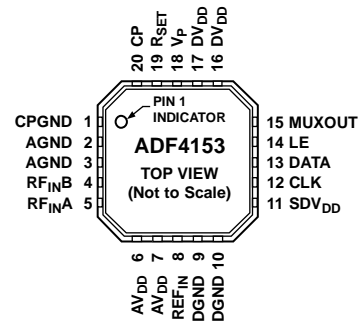 20 CP
19 RSET
18 VP
17 DVDD
16 DVDD
PIN 1
INDICATOR
CPGND 1
AGND 2
AGND 3
RFINB 4
RFINA 5
ADF4153
TOP VIEW
(Not to Scale)
15 MUXOUT
14 LE
13 DATA
12 CLK
11 SDVDD
AVDD 6
AVDD 7
REFIN 8
DGND 9
DGND 10